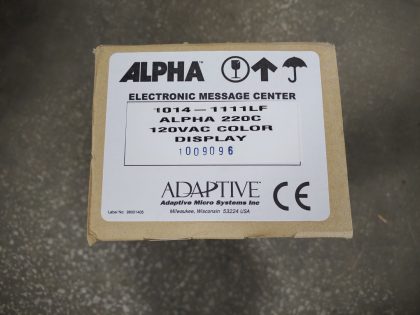 ALPHA™
ELECTRONIC MESSAGE CENTER
1014-1111LF
ALPHA 220C
120VAC COLOR
DISPLAY
1009096
ADAPTIVE
Adaptive Micro Systems Inc
Milwaukee, Wisconsin 53224 USA
CE